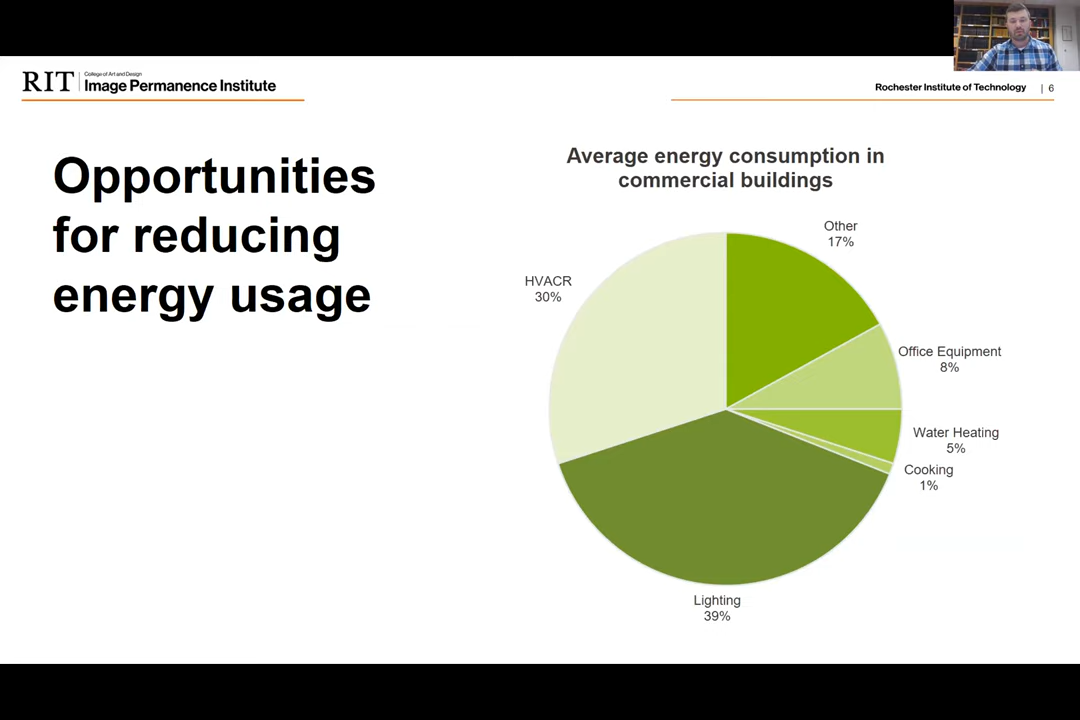 RIT
College of Art and Design
Image Permanence Institute
Rochester Institute of Technology | 6
Opportunities
for reducing
energy usage
Average energy consumption in
commercial buildings
Other
17%
HVACR
30%
Office Equipment
8%
Water Heating
5%
Cooking
1%
Lighting
39%